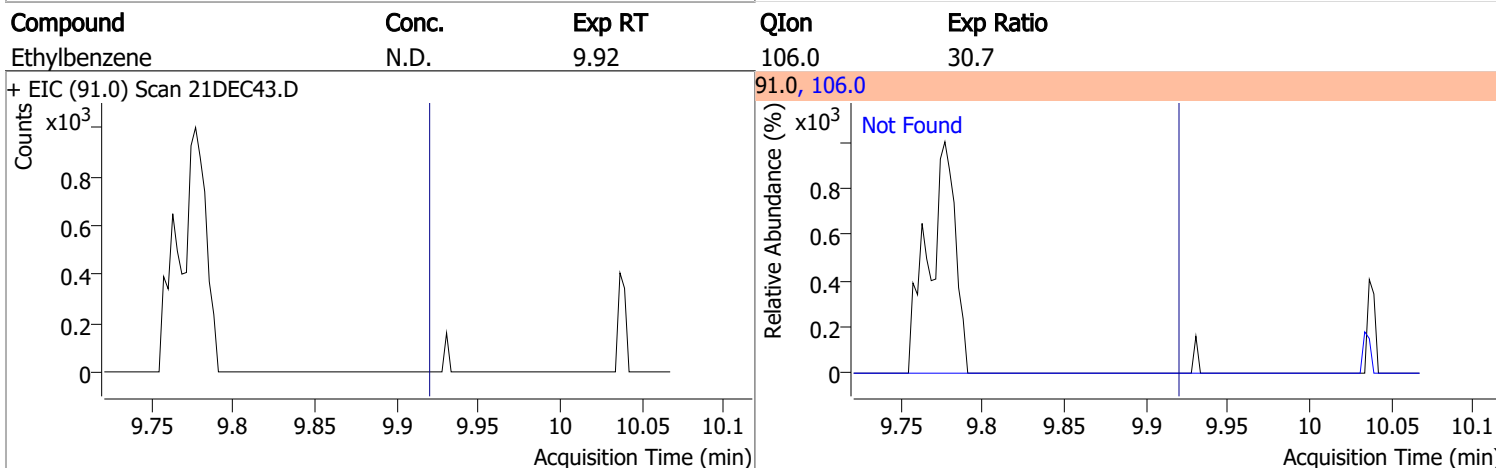 Compound Conc. Exp RT QIon Exp Ratio
Ethylbenzene N.D. 9.92 106.0 30.7
+ EIC (91.0) Scan 21DEC43.D
Counts
x10³
0.8
0.6
0.4
0.2
0
9.75 9.8 9.85 9.9 9.95 10 10.05 10.1
Acquisition Time (min)
91.0, 106.0
Relative Abundance (%)
x10³
Not Found
0.8
0.6
0.4
0.2
0
9.75 9.8 9.85 9.9 9.95 10 10.05 10.1
Acquisition Time (min)